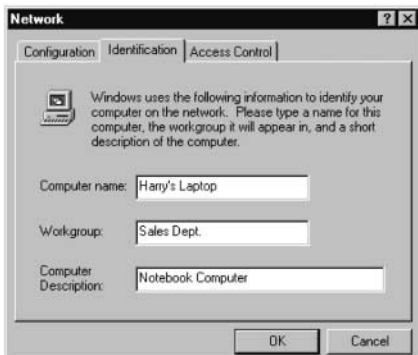 Network
Configuration Identification Access Control
Windows uses the following information to identify your
computer on the network. Please type a name for this
computer, the workgroup it will appear in, and a short
description of the computer.
Computer name: Harry's Laptop
Workgroup: Sales Dept.
Computer
Description: Notebook Computer
OK Cancel